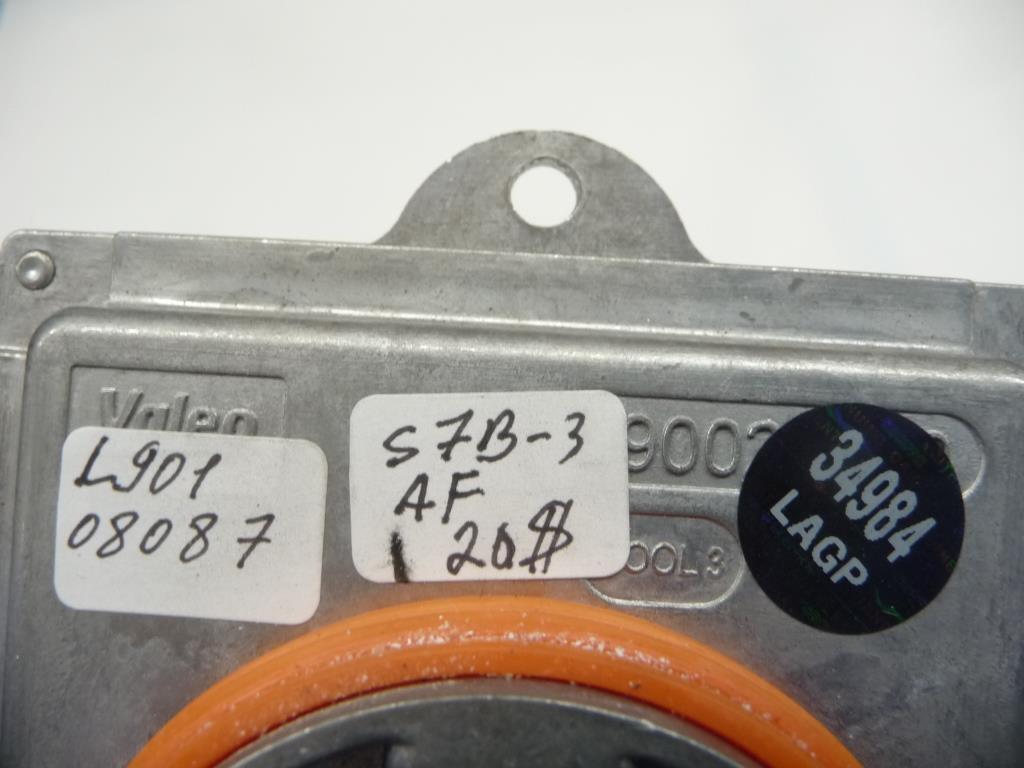 Valeo
L901
08087
S7B-3
AF
20$
9002
OOL 3
34984
LAGP